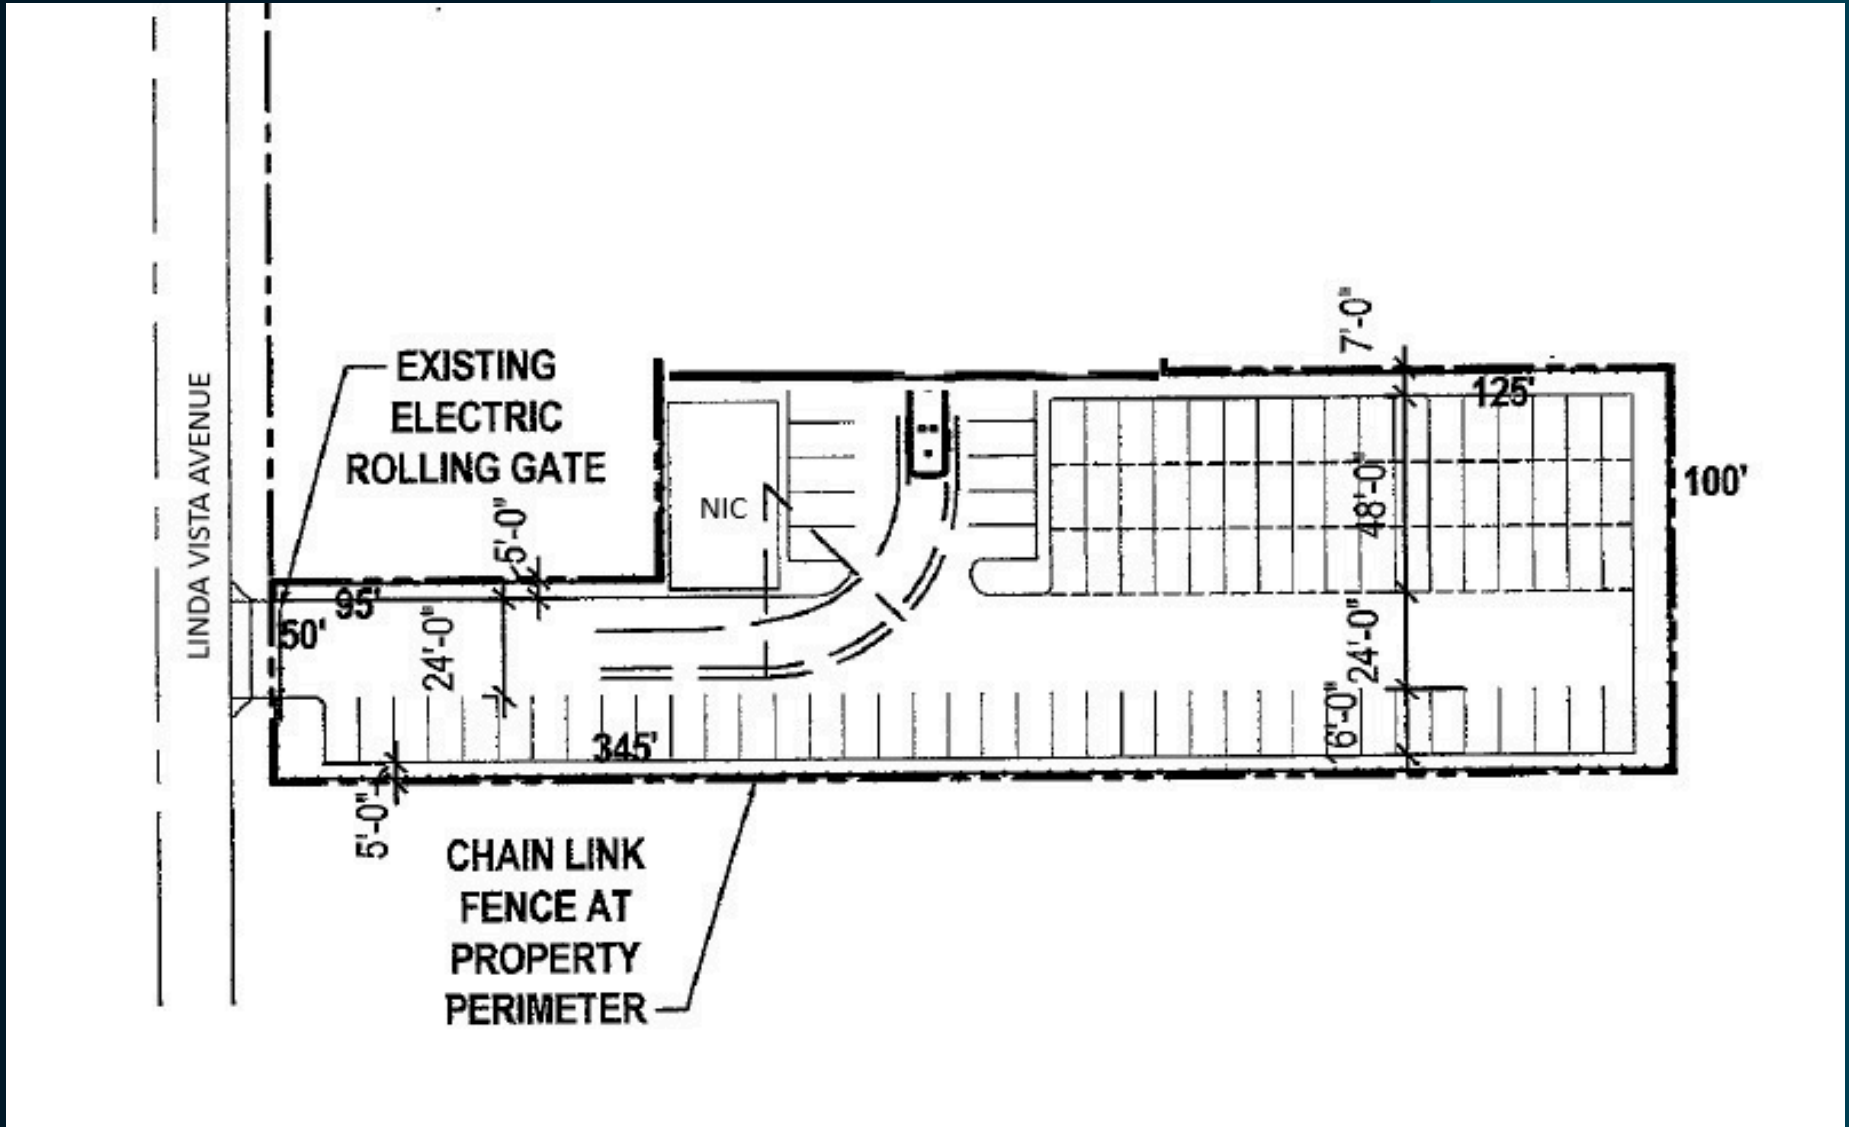 LINDA VISTA AVENUE
EXISTING
ELECTRIC
ROLLING GATE
5'-0"
95'
50'
24'-0"
NIC
7'-0"
125'
100'
48'-0"
24'-0"
6'-0"
345'
5'-0"
CHAIN LINK
FENCE AT
PROPERTY
PERIMETER